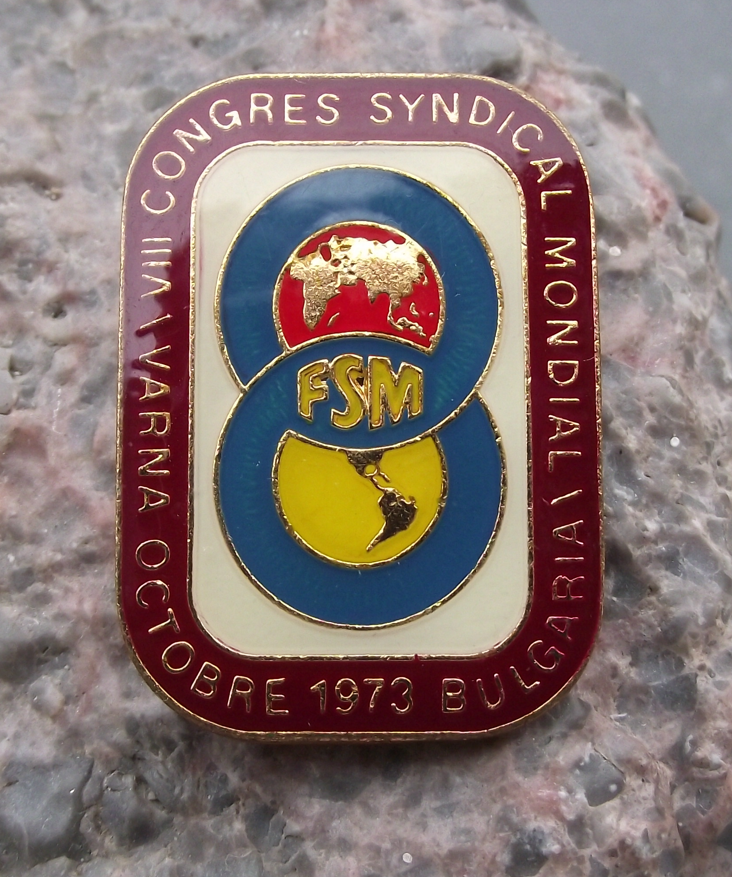 VIII CONGRES SYNDICAL MONDIAL \ VARNA OCTOBRE 1973 BULGARIA \
FSM